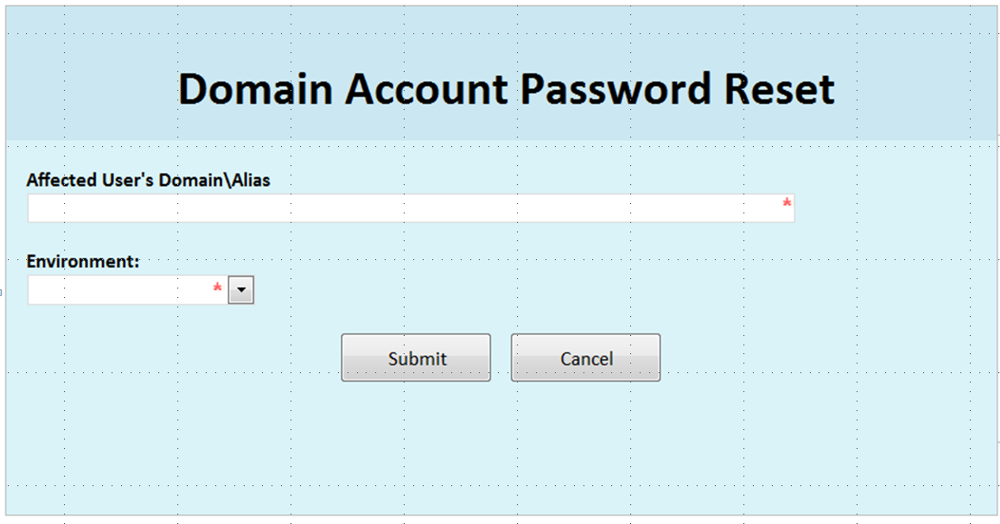 Domain Account Password Reset
Affected User's Domain\Alias
*
Environment:
*
Submit Cancel